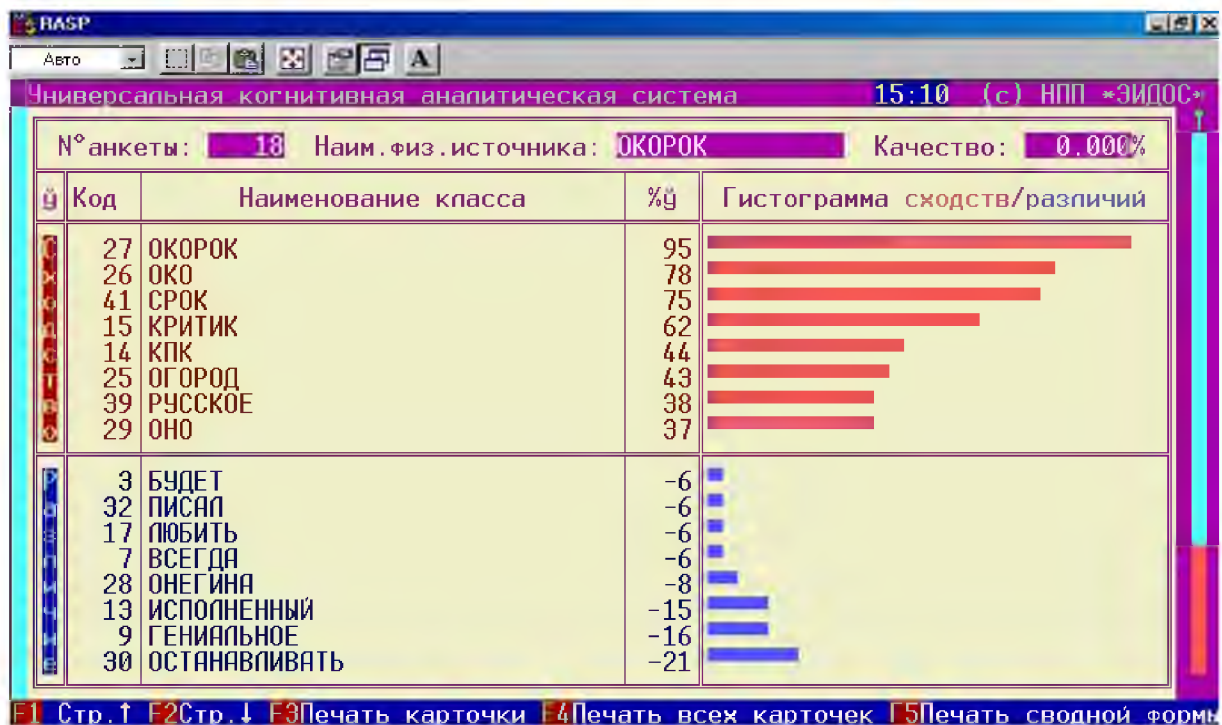 RASP
Авто
A
Универсальная когнитивная аналитическая система 15:10 (c) НПП *ЭЙДОС*
N°анкеты: 18 Наим.физ.источника: ОКОРОК Качество: 0.000%
ÿ Код Наименование класса %ÿ Гистограмма сходств/различий
Сходство
27 ОКОРОК 95
26 ОКО 78
41 СРОК 75
15 КРИТИК 62
14 КПК 44
25 ОГОРОД 43
39 РУССКОЕ 38
29 ОНО 37
Различие
3 БУДЕТ -6
32 ПИСАЛ -6
17 ЛЮБИТЬ -6
7 ВСЕГДА -6
28 ОНЕГИНА -8
13 ИСПОЛНЕННЫЙ -15
9 ГЕНИАЛЬНОЕ -16
30 ОСТАНАВЛИВАТЬ -21
F1 Стр.↑ F2Стр.↓ F3Печать карточки F4Печать всех карточек F5Печать сводной формы